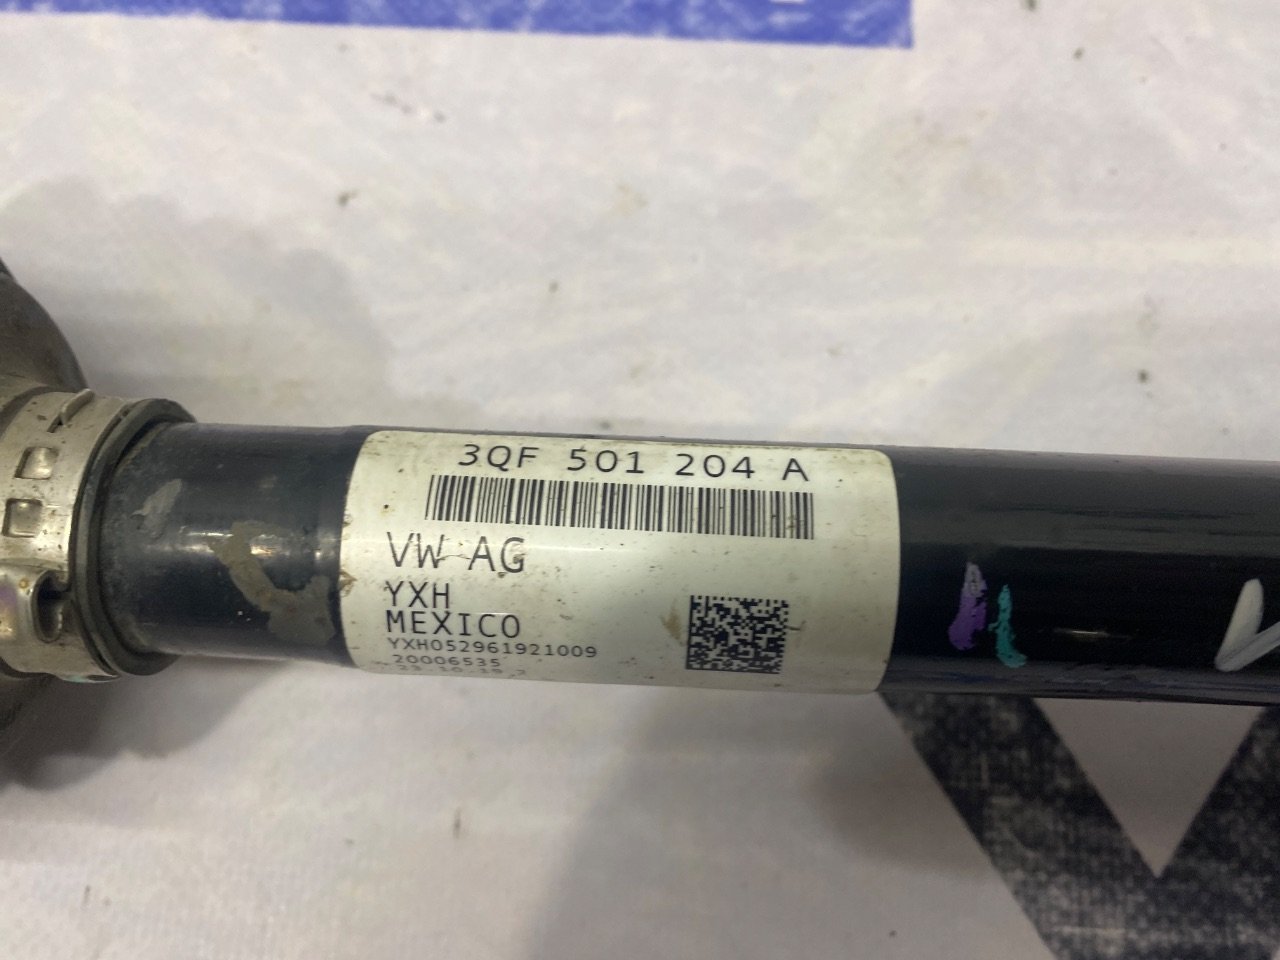 3QF 501 204 A
VW AG
YXH
MEXICO
YXH052961921009
20006535